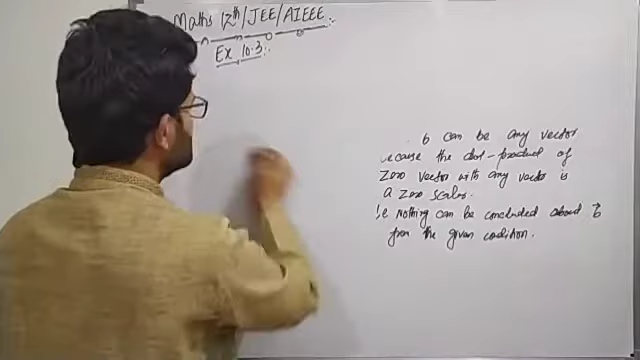 Maths 12th/JEE/AIEEE
Ex 10.3:
b can be any vector
ecause the dot-product of
Zero vector with any vector is
a zero scalar.
i.e nothing can be concluded about b⃗
from the given condition.